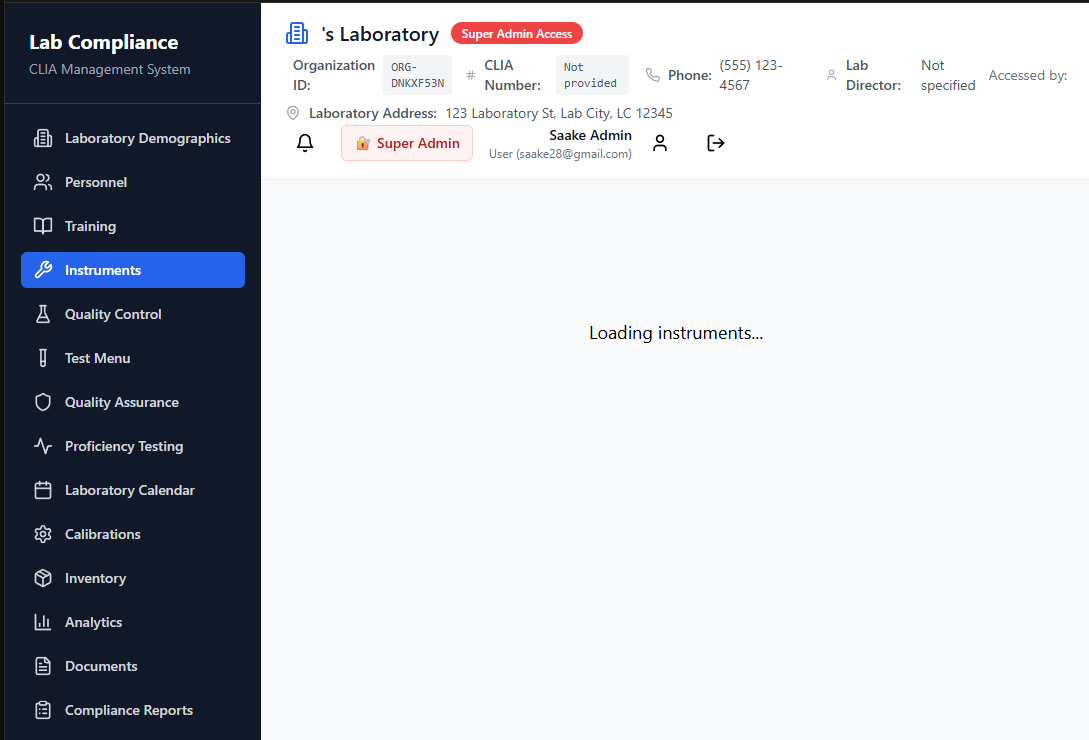 Lab Compliance
CLIA Management System
Laboratory Demographics
Personnel
Training
Instruments
Quality Control
Test Menu
Quality Assurance
Proficiency Testing
Laboratory Calendar
Calibrations
Inventory
Analytics
Documents
Compliance Reports
's Laboratory
Super Admin Access
Organization
ID:
ORG-
DNKXF53N
# CLIA
Number:
Not
provided
Phone:
(555) 123-
4567
Lab
Director:
Not
specified
Accessed by:
Laboratory Address: 123 Laboratory St, Lab City, LC 12345
Super Admin
Saake Admin
User (saake28@gmail.com)
Loading instruments...